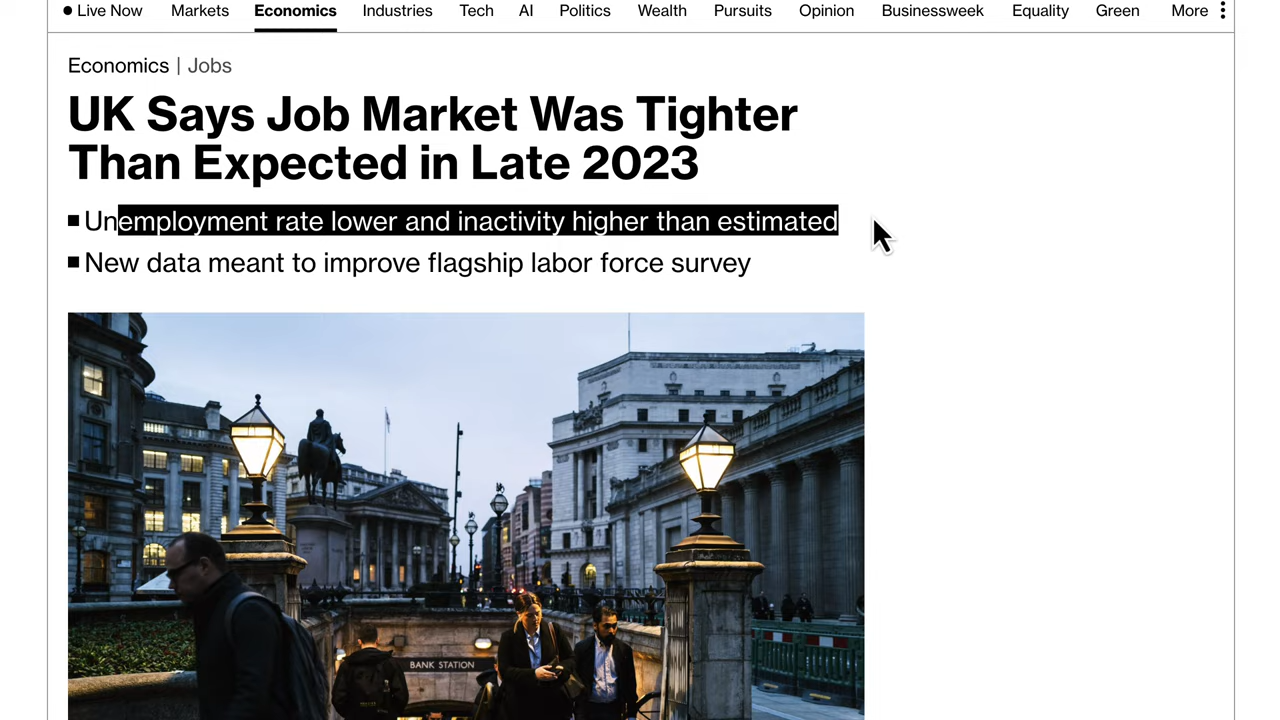 Live Now Markets Economics Industries Tech AI Politics Wealth Pursuits Opinion Businessweek Equality Green More
Economics | Jobs
UK Says Job Market Was Tighter
Than Expected in Late 2023
Unemployment rate lower and inactivity higher than estimated
New data meant to improve flagship labor force survey
BANK STATION